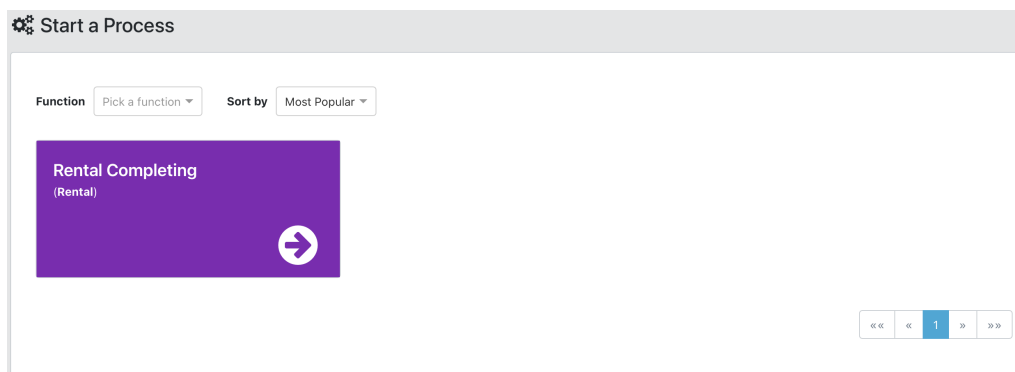 Start a Process
Function Pick a function Sort by Most Popular
Rental Completing
(Rental)
«« « 1 » »»